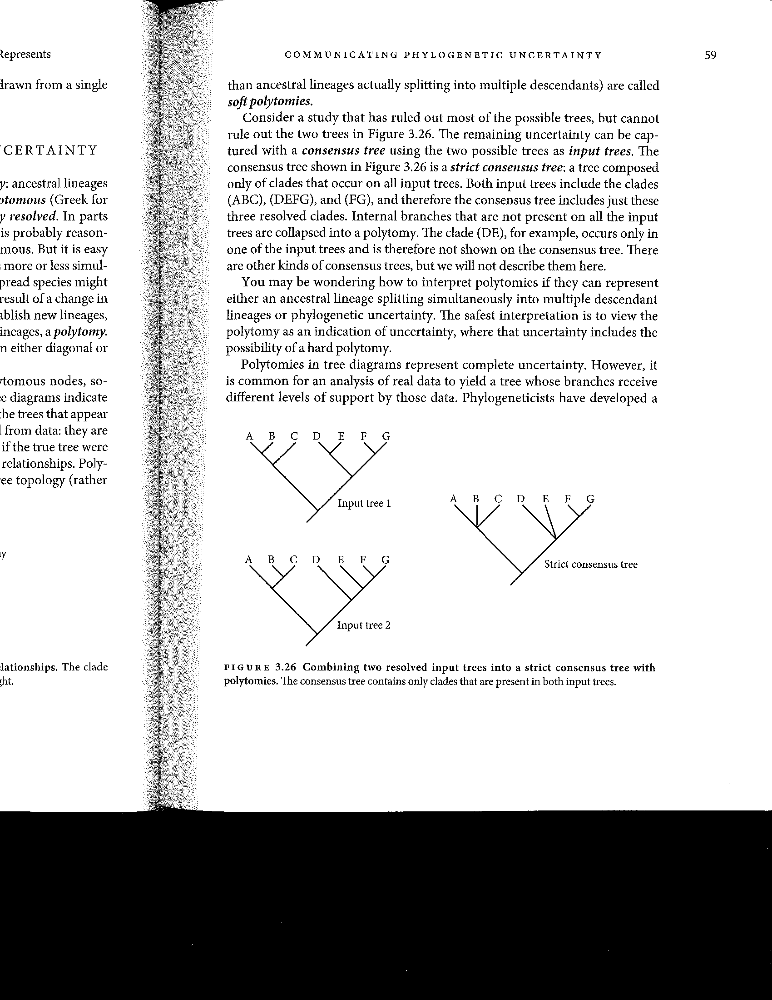 Represents
drawn from a single
CERTAINTY
y: ancestral lineages
otomous (Greek for
y resolved. In parts
is probably reason-
mous. But it is easy
more or less simul-
pread species might
result of a change in
ablish new lineages,
ineages, a polytomy.
n either diagonal or
ytomous nodes, so-
e diagrams indicate
the trees that appear
from data: they are
if the true tree were
relationships. Poly-
ree topology (rather
y
elationships. The clade
ght.
COMMUNICATING PHYLOGENETIC UNCERTAINTY 59
than ancestral lineages actually splitting into multiple descendants) are called
soft polytomies.
Consider a study that has ruled out most of the possible trees, but cannot
rule out the two trees in Figure 3.26. The remaining uncertainty can be cap-
tured with a consensus tree using the two possible trees as input trees. The
consensus tree shown in Figure 3.26 is a strict consensus tree: a tree composed
only of clades that occur on all input trees. Both input trees include the clades
(ABC), (DEFG), and (FG), and therefore the consensus tree includes just these
three resolved clades. Internal branches that are not present on all the input
trees are collapsed into a polytomy. The clade (DE), for example, occurs only in
one of the input trees and is therefore not shown on the consensus tree. There
are other kinds of consensus trees, but we will not describe them here.
You may be wondering how to interpret polytomies if they can represent
either an ancestral lineage splitting simultaneously into multiple descendant
lineages or phylogenetic uncertainty. The safest interpretation is to view the
polytomy as an indication of uncertainty, where that uncertainty includes the
possibility of a hard polytomy.
Polytomies in tree diagrams represent complete uncertainty. However, it
is common for an analysis of real data to yield a tree whose branches receive
different levels of support by those data. Phylogeneticists have developed a
A B C D E F G
Input tree 1
A B C D E F G
Strict consensus tree
A B C D E F G
Input tree 2
FIGURE 3.26 Combining two resolved input trees into a strict consensus tree with
polytomies. The consensus tree contains only clades that are present in both input trees.